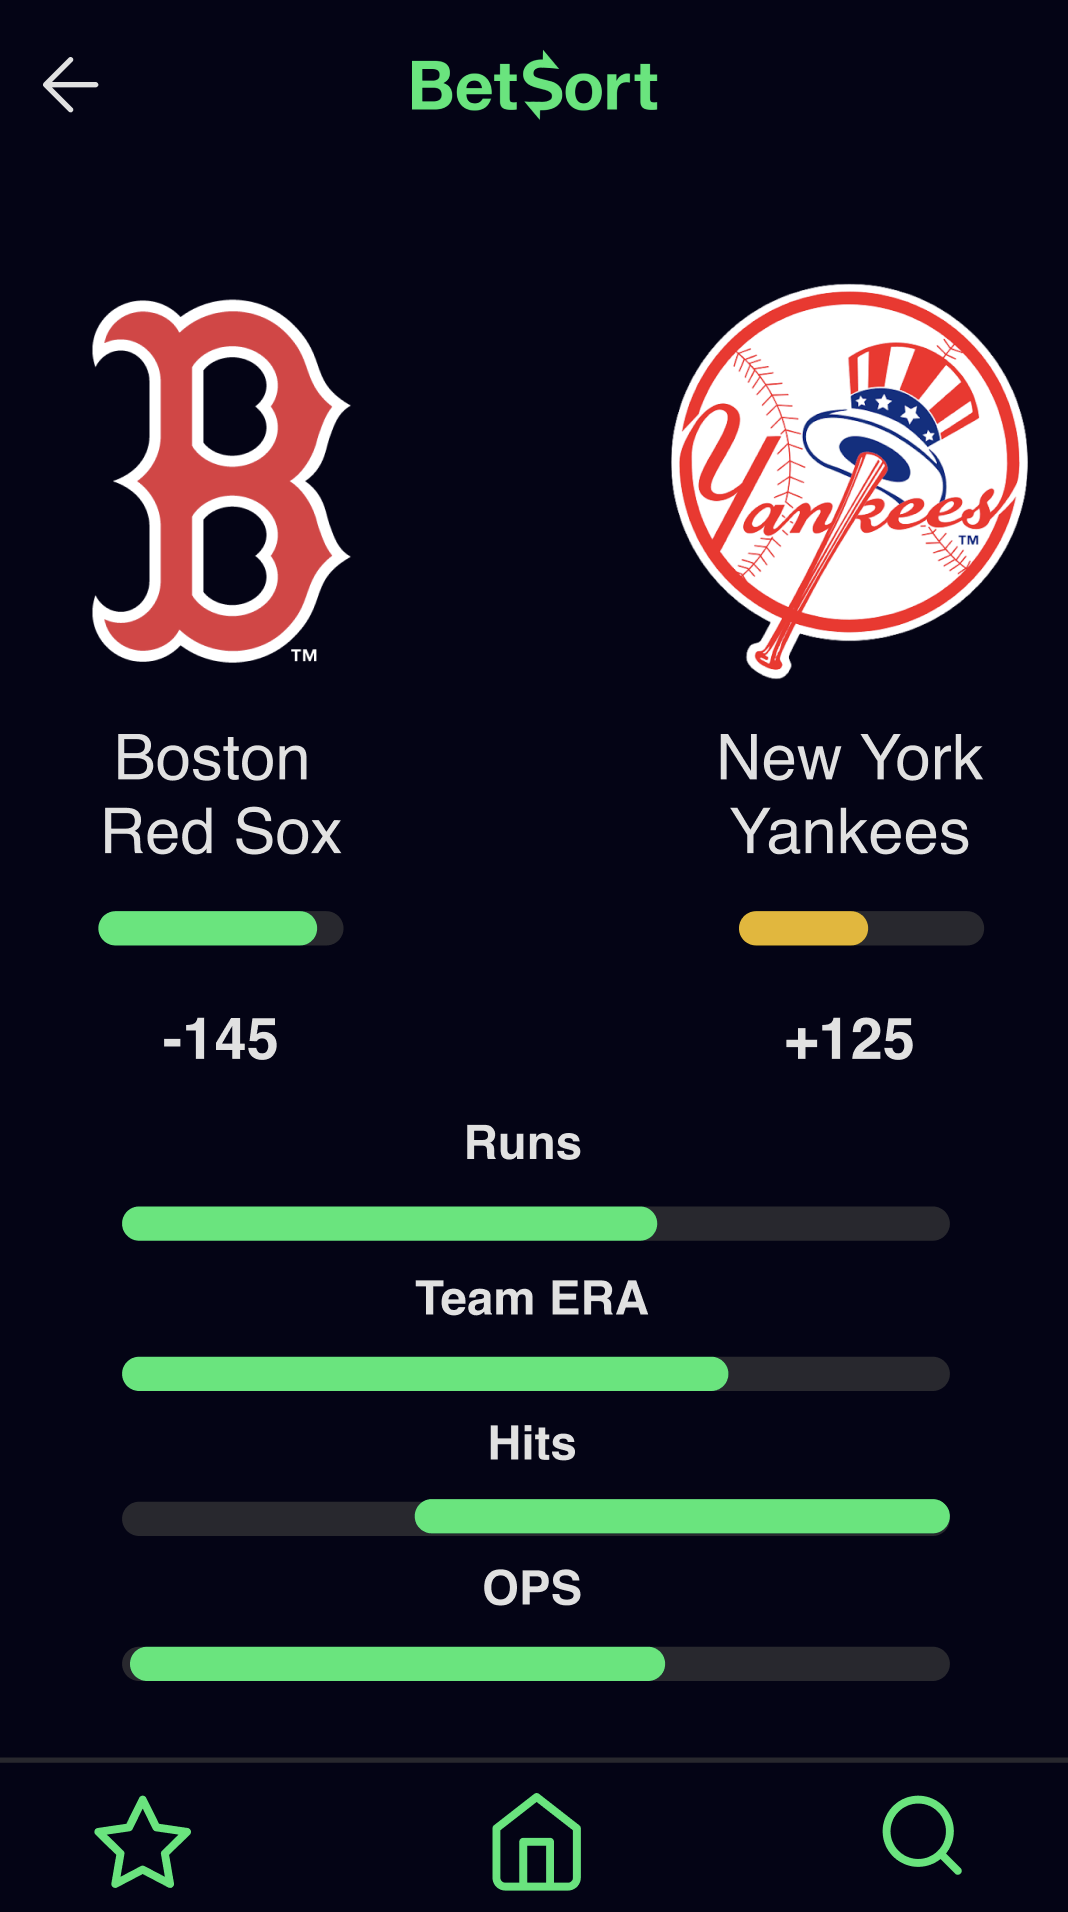 BetSort
Yankees
TM
TM
Boston
Red Sox
New York
Yankees
-145
+125
Runs
Team ERA
Hits
OPS